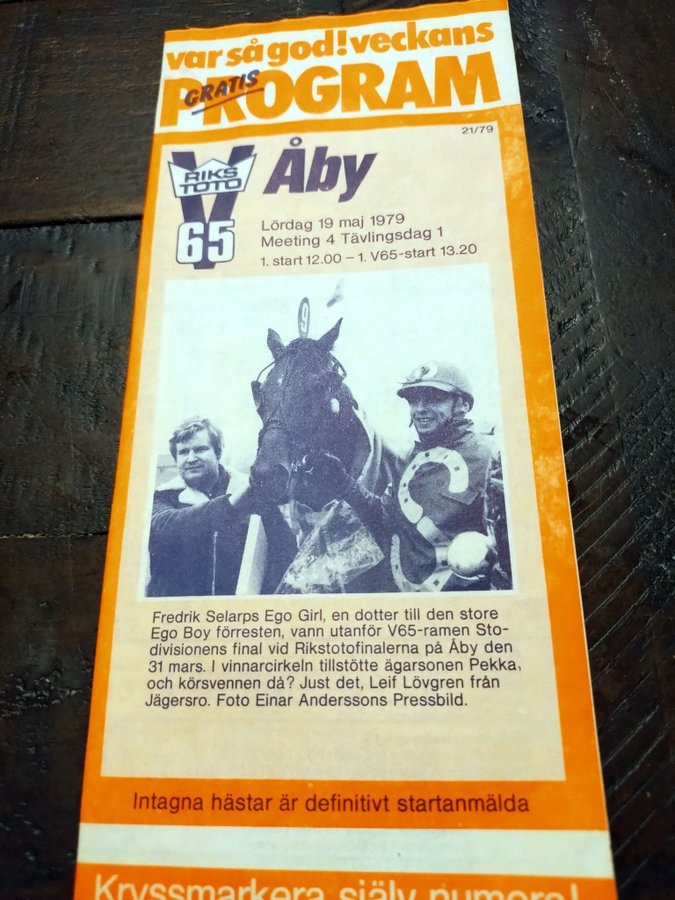 var så god! veckans
GRATIS
PROGRAM
21/79
V
RIKS
TOTO
65
Åby
Lördag 19 maj 1979
Meeting 4 Tävlingsdag 1
1. start 12.00 – 1. V65-start 13.20
9
Fredrik Selarps Ego Girl, en dotter till den store
Ego Boy förresten, vann utanför V65-ramen Sto-
divisionens final vid Rikstotofinalerna på Åby den
31 mars. I vinnarcirkeln tillstötte ägarsonen Pekka,
och körsvennen då? Just det, Leif Lövgren från
Jägersro. Foto Einar Anderssons Pressbild.
Intagna hästar är definitivt startanmälda
Kryssmarkera själv numera!